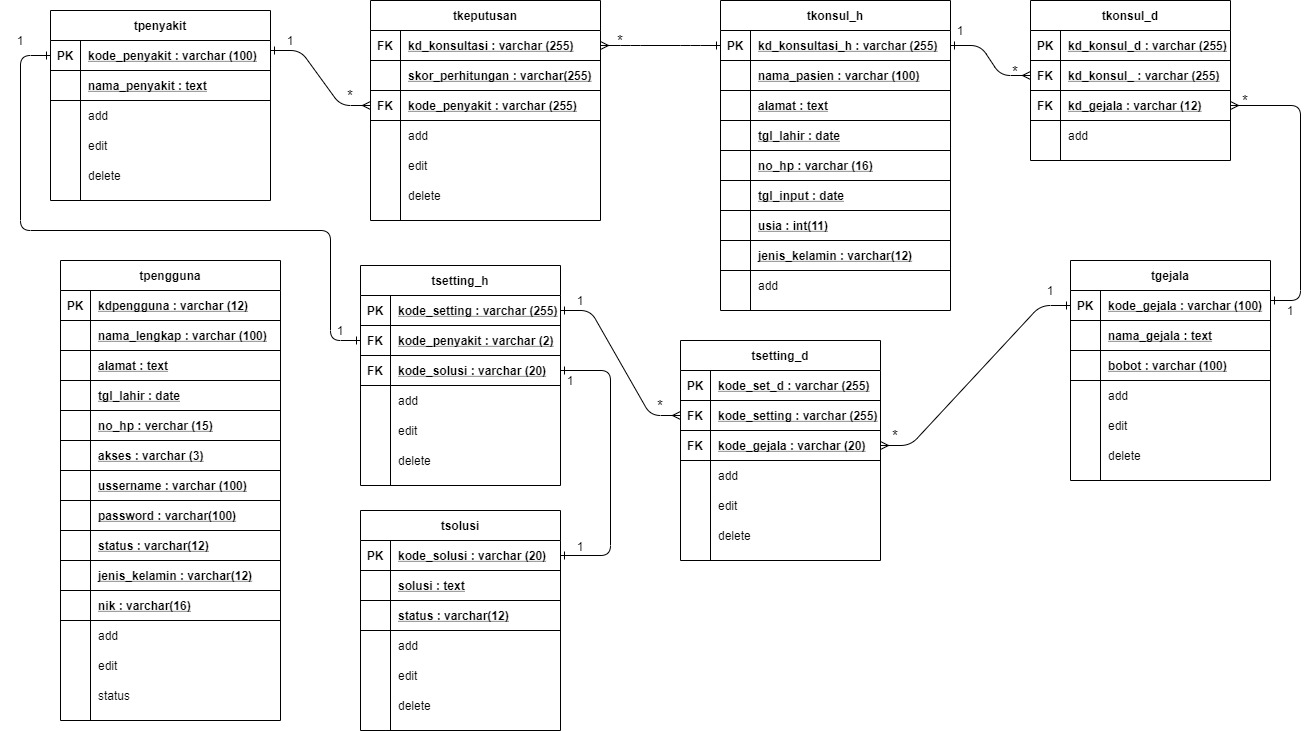 tpenyakit
PK kode_penyakit : varchar (100)
nama_penyakit : text
add
edit
delete
1
1
*
tkeputusan
FK kd_konsultasi : varchar (255)
skor_perhitungan : varchar(255)
FK kode_penyakit : varchar (255)
add
edit
delete
*
tkonsul_h
PK kd_konsultasi_h : varchar (255)
nama_pasien : varchar (100)
alamat : text
tgl_lahir : date
no_hp : varchar (16)
tgl_input : date
usia : int(11)
jenis_kelamin : varchar(12)
add
1
*
tkonsul_d
PK kd_konsul_d : varchar (255)
FK kd_konsul_ : varchar (255)
FK kd_gejala : varchar (12)
add
*
tpengguna
PK kdpengguna : varchar (12)
nama_lengkap : varchar (100)
alamat : text
tgl_lahir : date
no_hp : verchar (15)
akses : varchar (3)
ussername : varchar (100)
password : varchar(100)
status : varchar(12)
jenis_kelamin : varchar(12)
nik : varchar(16)
add
edit
status
1
tsetting_h
PK kode_setting : varchar (255)
FK kode_penyakit : varchar (2)
FK kode_solusi : varchar (20)
add
edit
delete
1
1
*
tsolusi
PK kode_solusi : varchar (20)
solusi : text
status : varchar(12)
add
edit
delete
1
tsetting_d
PK kode_set_d : varchar (255)
FK kode_setting : varchar (255)
FK kode_gejala : varchar (20)
add
edit
delete
*
1
tgejala
PK kode_gejala : varchar (100)
nama_gejala : text
bobot : varchar (100)
add
edit
delete
1